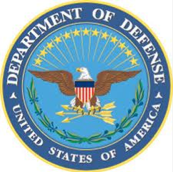 DEPARTMENT OF DEFENSE
UNITED STATES OF AMERICA